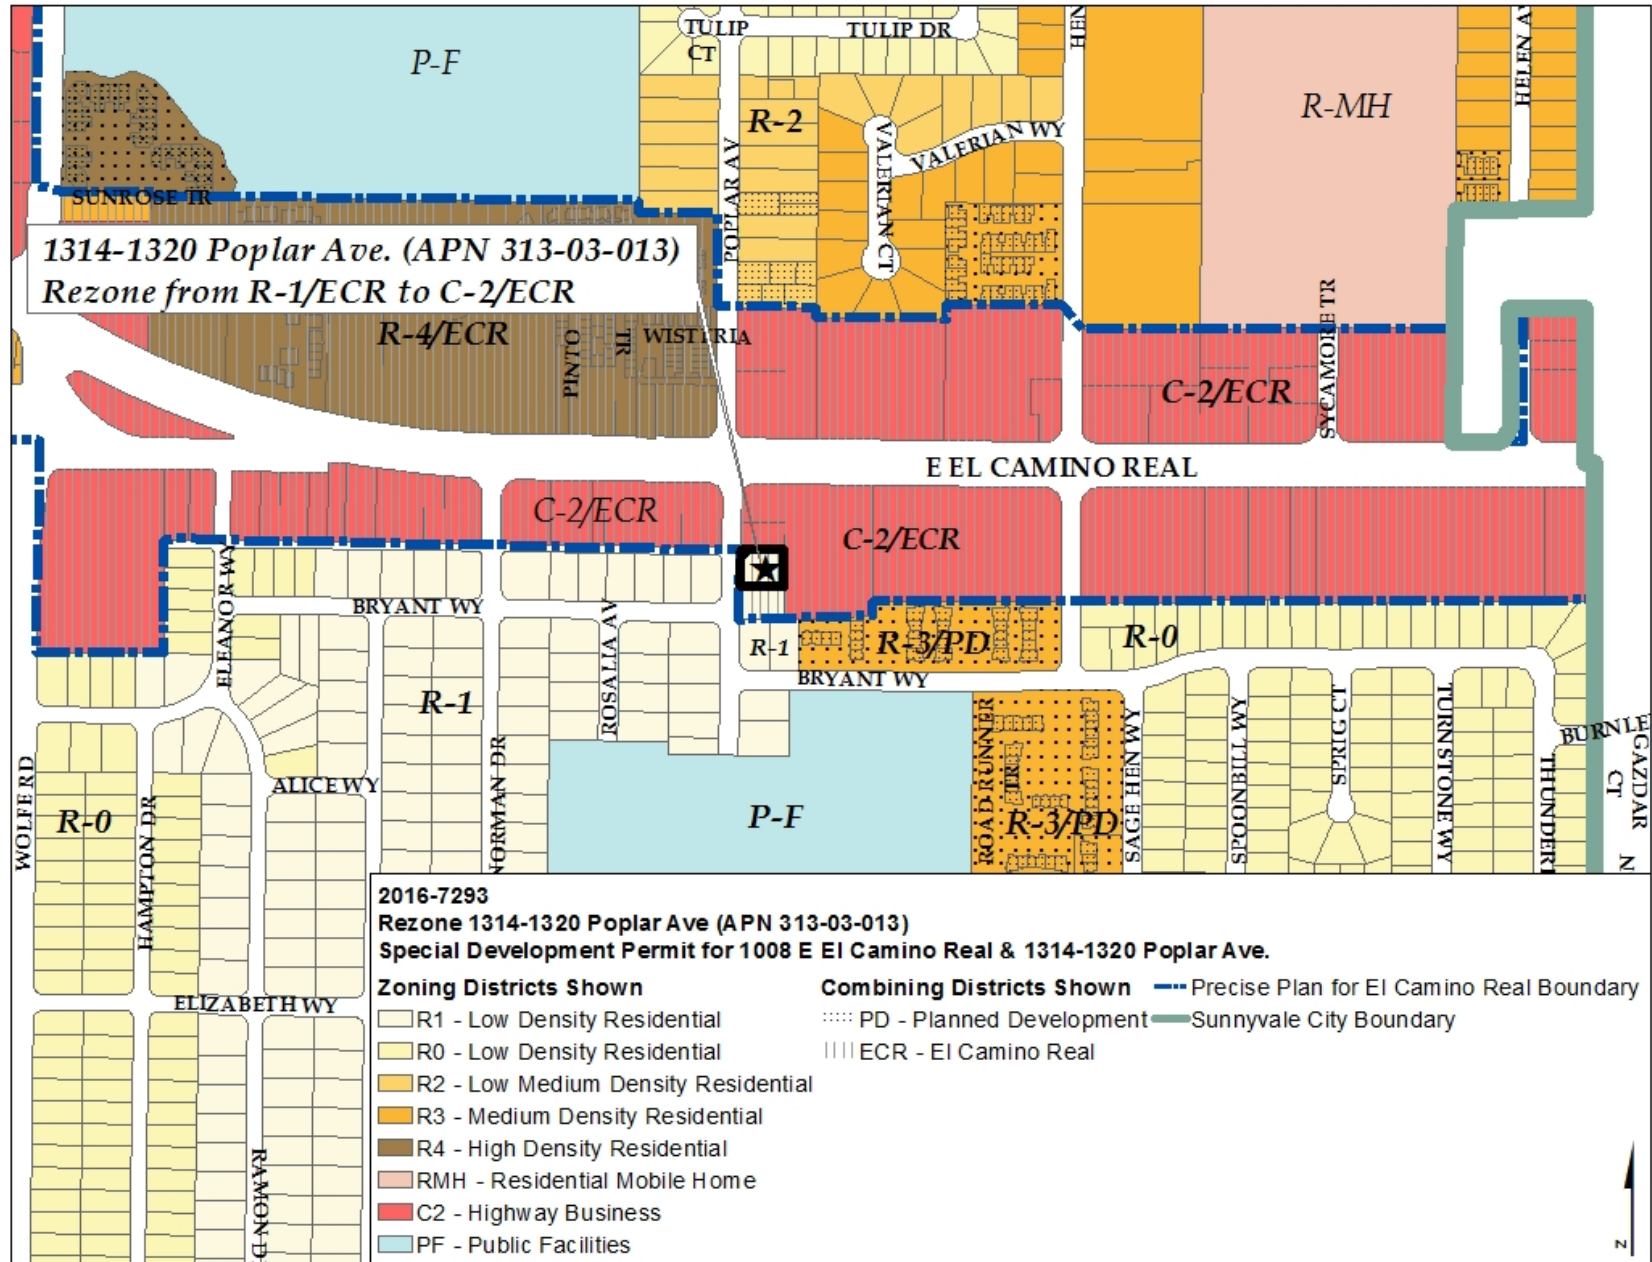 TULIP CT
TULIP DR
HEN
HELEN AV
P-F
R-2
R-MH
VALERIAN WY
VALERIAN CT
POPLAR AV
SUNROSE TR
1314-1320 Poplar Ave. (APN 313-03-013)
Rezone from R-1/ECR to C-2/ECR
R-4/ECR
PINTO
TR
WISTERIA
C-2/ECR
SYCAMORE TR
E EL CAMINO REAL
C-2/ECR
C-2/ECR
ELEANOR WY
BRYANT WY
ROSALIA AV
R-1
R-3/PD
R-0
BRYANT WY
R-1
NORMAN DR
ALICE WY
WOLFE RD
R-0
HAMPTON DR
P-F
ROADRUNNER
TR
R-3/PD
SAGE HEN WY
SPOONBILL WY
SPRIG CT
TURNSTONE WY
THUNDERI
BURNLE
CT
GAZDAR
N
ELIZABETH WY
RAMON D
2016-7293
Rezone 1314-1320 Poplar Ave (APN 313-03-013)
Special Development Permit for 1008 E El Camino Real & 1314-1320 Poplar Ave.
Zoning Districts Shown
R1 - Low Density Residential
R0 - Low Density Residential
R2 - Low Medium Density Residential
R3 - Medium Density Residential
R4 - High Density Residential
RMH - Residential Mobile Home
C2 - Highway Business
PF - Public Facilities
Combining Districts Shown
PD - Planned Development
ECR - El Camino Real
Precise Plan for El Camino Real Boundary
Sunnyvale City Boundary
N